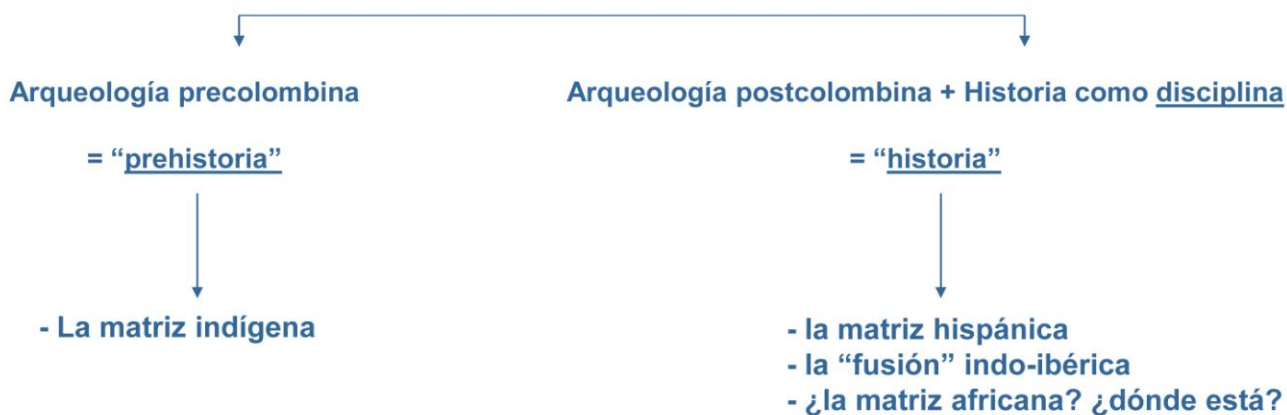 Arqueología precolombina
= “prehistoria”
- La matriz indígena
Arqueología postcolombina + Historia como disciplina
= “historia”
- la matriz hispánica
- la “fusión” indo-ibérica
- ¿la matriz africana? ¿dónde está?